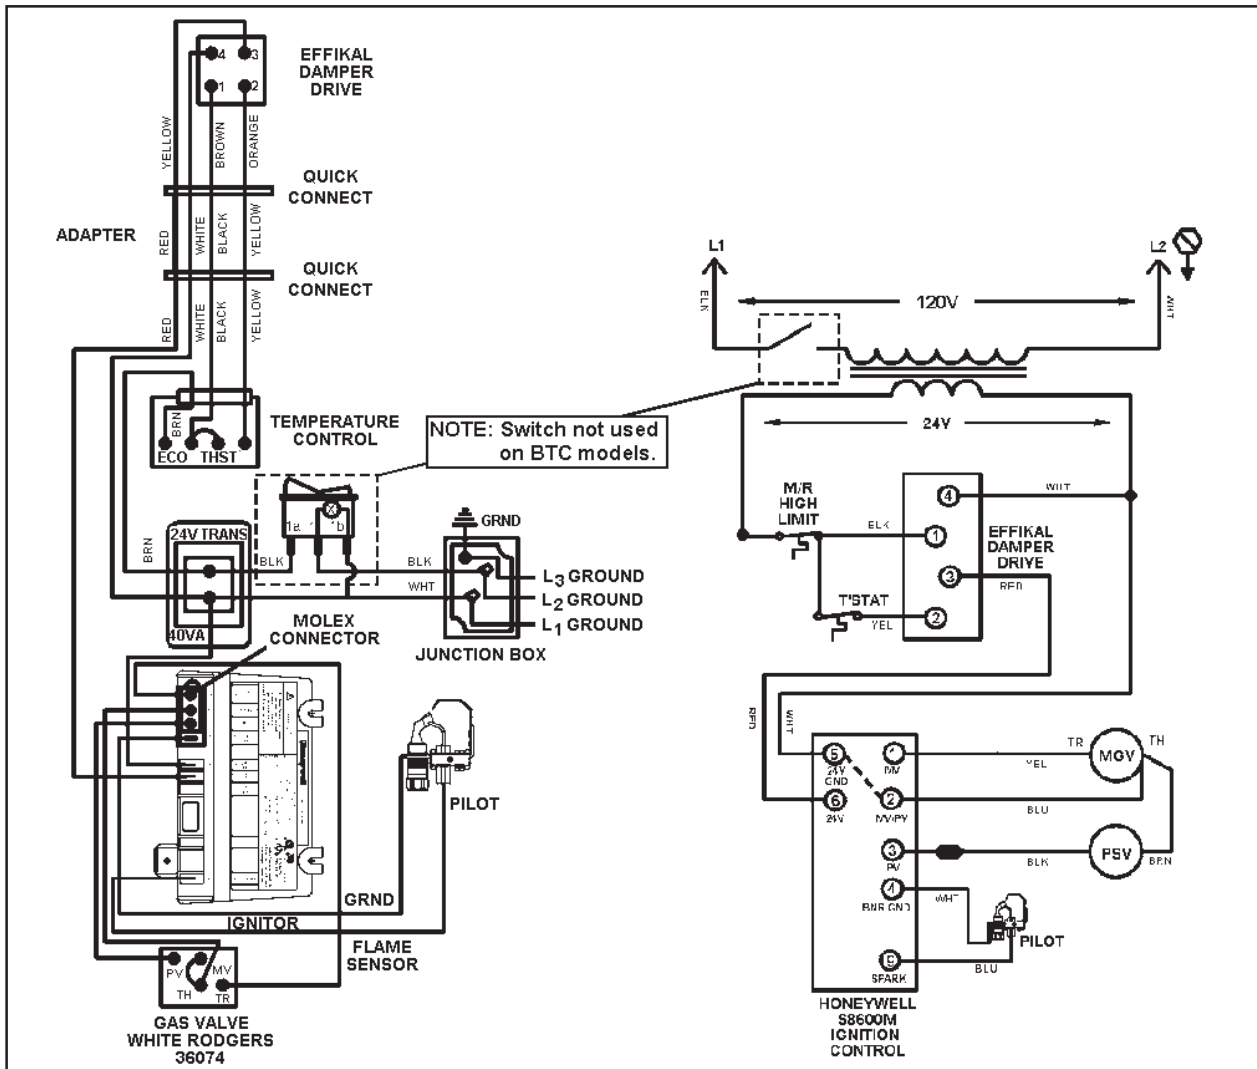 4
3
1
2
EFFIKAL
DAMPER
DRIVE
YELLOW
BROWN
ORANGE
QUICK
CONNECT
ADAPTER
RED
WHITE
BLACK
YELLOW
QUICK
CONNECT
RED
WHITE
BLACK
YELLOW
BRN
ECO THST
TEMPERATURE
CONTROL
NOTE: Switch not used
on BTC models.
1a
1
1b
X
GRND
24V TRANS
BRN
BLK
BLK
WHT
40VA
L3 GROUND
L2 GROUND
L1 GROUND
JUNCTION BOX
MOLEX
CONNECTOR
PILOT
GRND
IGNITOR
FLAME
SENSOR
PV
MV
TH
TR
GAS VALVE
WHITE RODGERS
36074
L1
L2
BLK
WHT
120V
24V
M/R
HIGH
LIMIT
BLK
4
1
3
2
WHT
EFFIKAL
DAMPER
DRIVE
RED
T'STAT
YEL
RED
WHT
5
24V
GND
6
24V
1
MV
2
MV/PV
3
PV
4
BNR GND
SPARK
YEL
TR
MGV
TH
BLU
BLK
PSV
BRN
WHT
BLU
PILOT
HONEYWELL
S8600M
IGNITION
CONTROL